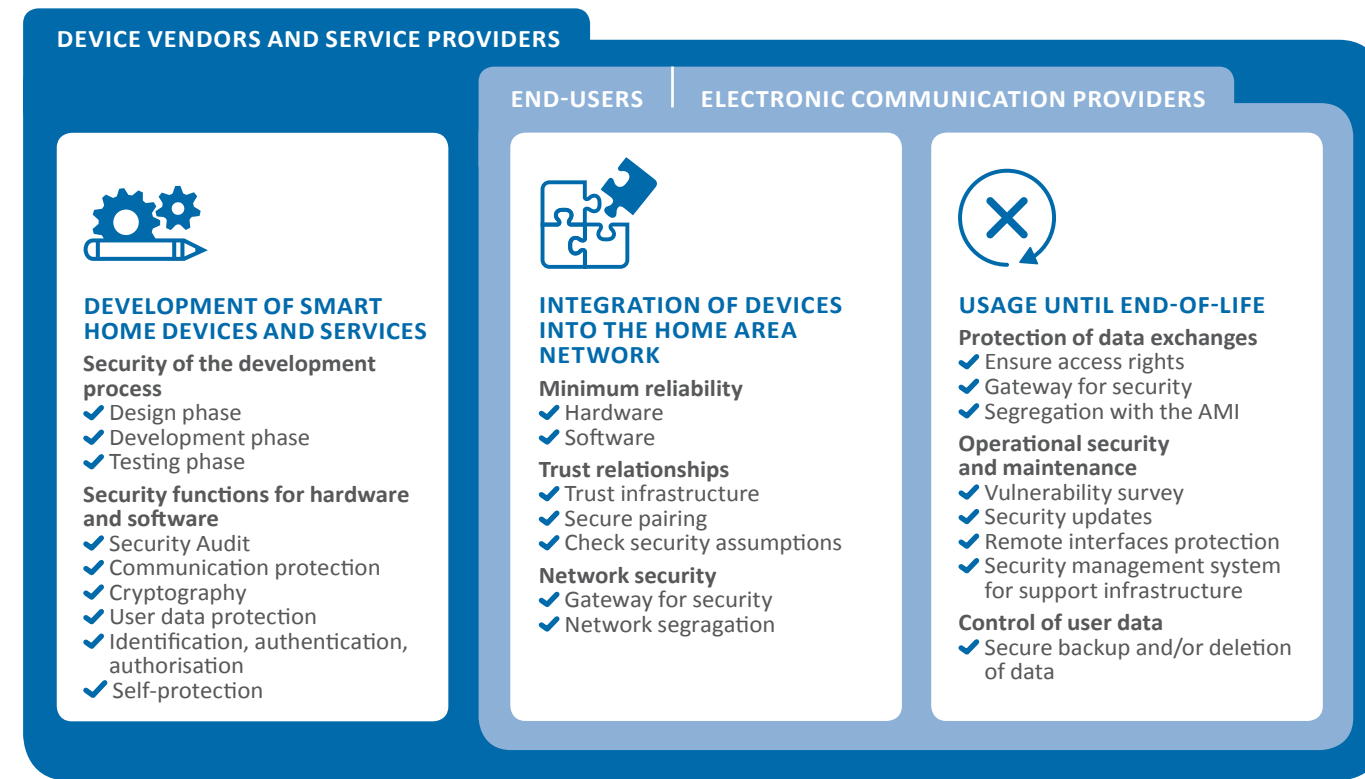 DEVICE VENDORS AND SERVICE PROVIDERS
END-USERS
ELECTRONIC COMMUNICATION PROVIDERS
DEVELOPMENT OF SMART
HOME DEVICES AND SERVICES
Security of the development
process
Design phase
Development phase
Testing phase
Security functions for hardware
and software
Security Audit
Communication protection
Cryptography
User data protection
Identification, authentication,
authorisation
Self-protection
INTEGRATION OF DEVICES
INTO THE HOME AREA
NETWORK
Minimum reliability
Hardware
Software
Trust relationships
Trust infrastructure
Secure pairing
Check security assumptions
Network security
Gateway for security
Network segragation
USAGE UNTIL END-OF-LIFE
Protection of data exchanges
Ensure access rights
Gateway for security
Segregation with the AMI
Operational security
and maintenance
Vulnerability survey
Security updates
Remote interfaces protection
Security management system
for support infrastructure
Control of user data
Secure backup and/or deletion
of data